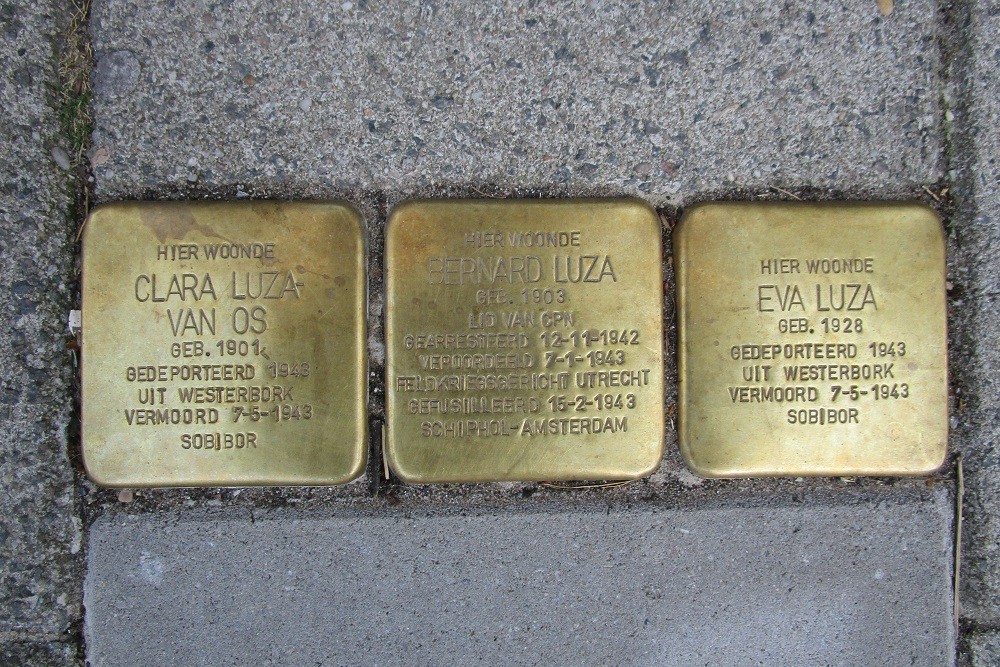 HIER WOONDE
CLARA LUZA-
VAN OS
GEB. 1901
GEDEPORTEERD 1943
UIT WESTERBORK
VERMOORD 7-5-1943
SOBIBOR
HIER WOONDE
BERNARD LUZA
GEB. 1903
LID VAN CPN
GEARRESTEERD 12-11-1942
VEROORDEELD 7-1-1943
FELDKRIEGSGERICHT UTRECHT
GEFUSILLEERD 15-2-1943
SCHIPHOL-AMSTERDAM
HIER WOONDE
EVA LUZA
GEB. 1928
GEDEPORTEERD 1943
UIT WESTERBORK
VERMOORD 7-5-1943
SOBIBOR